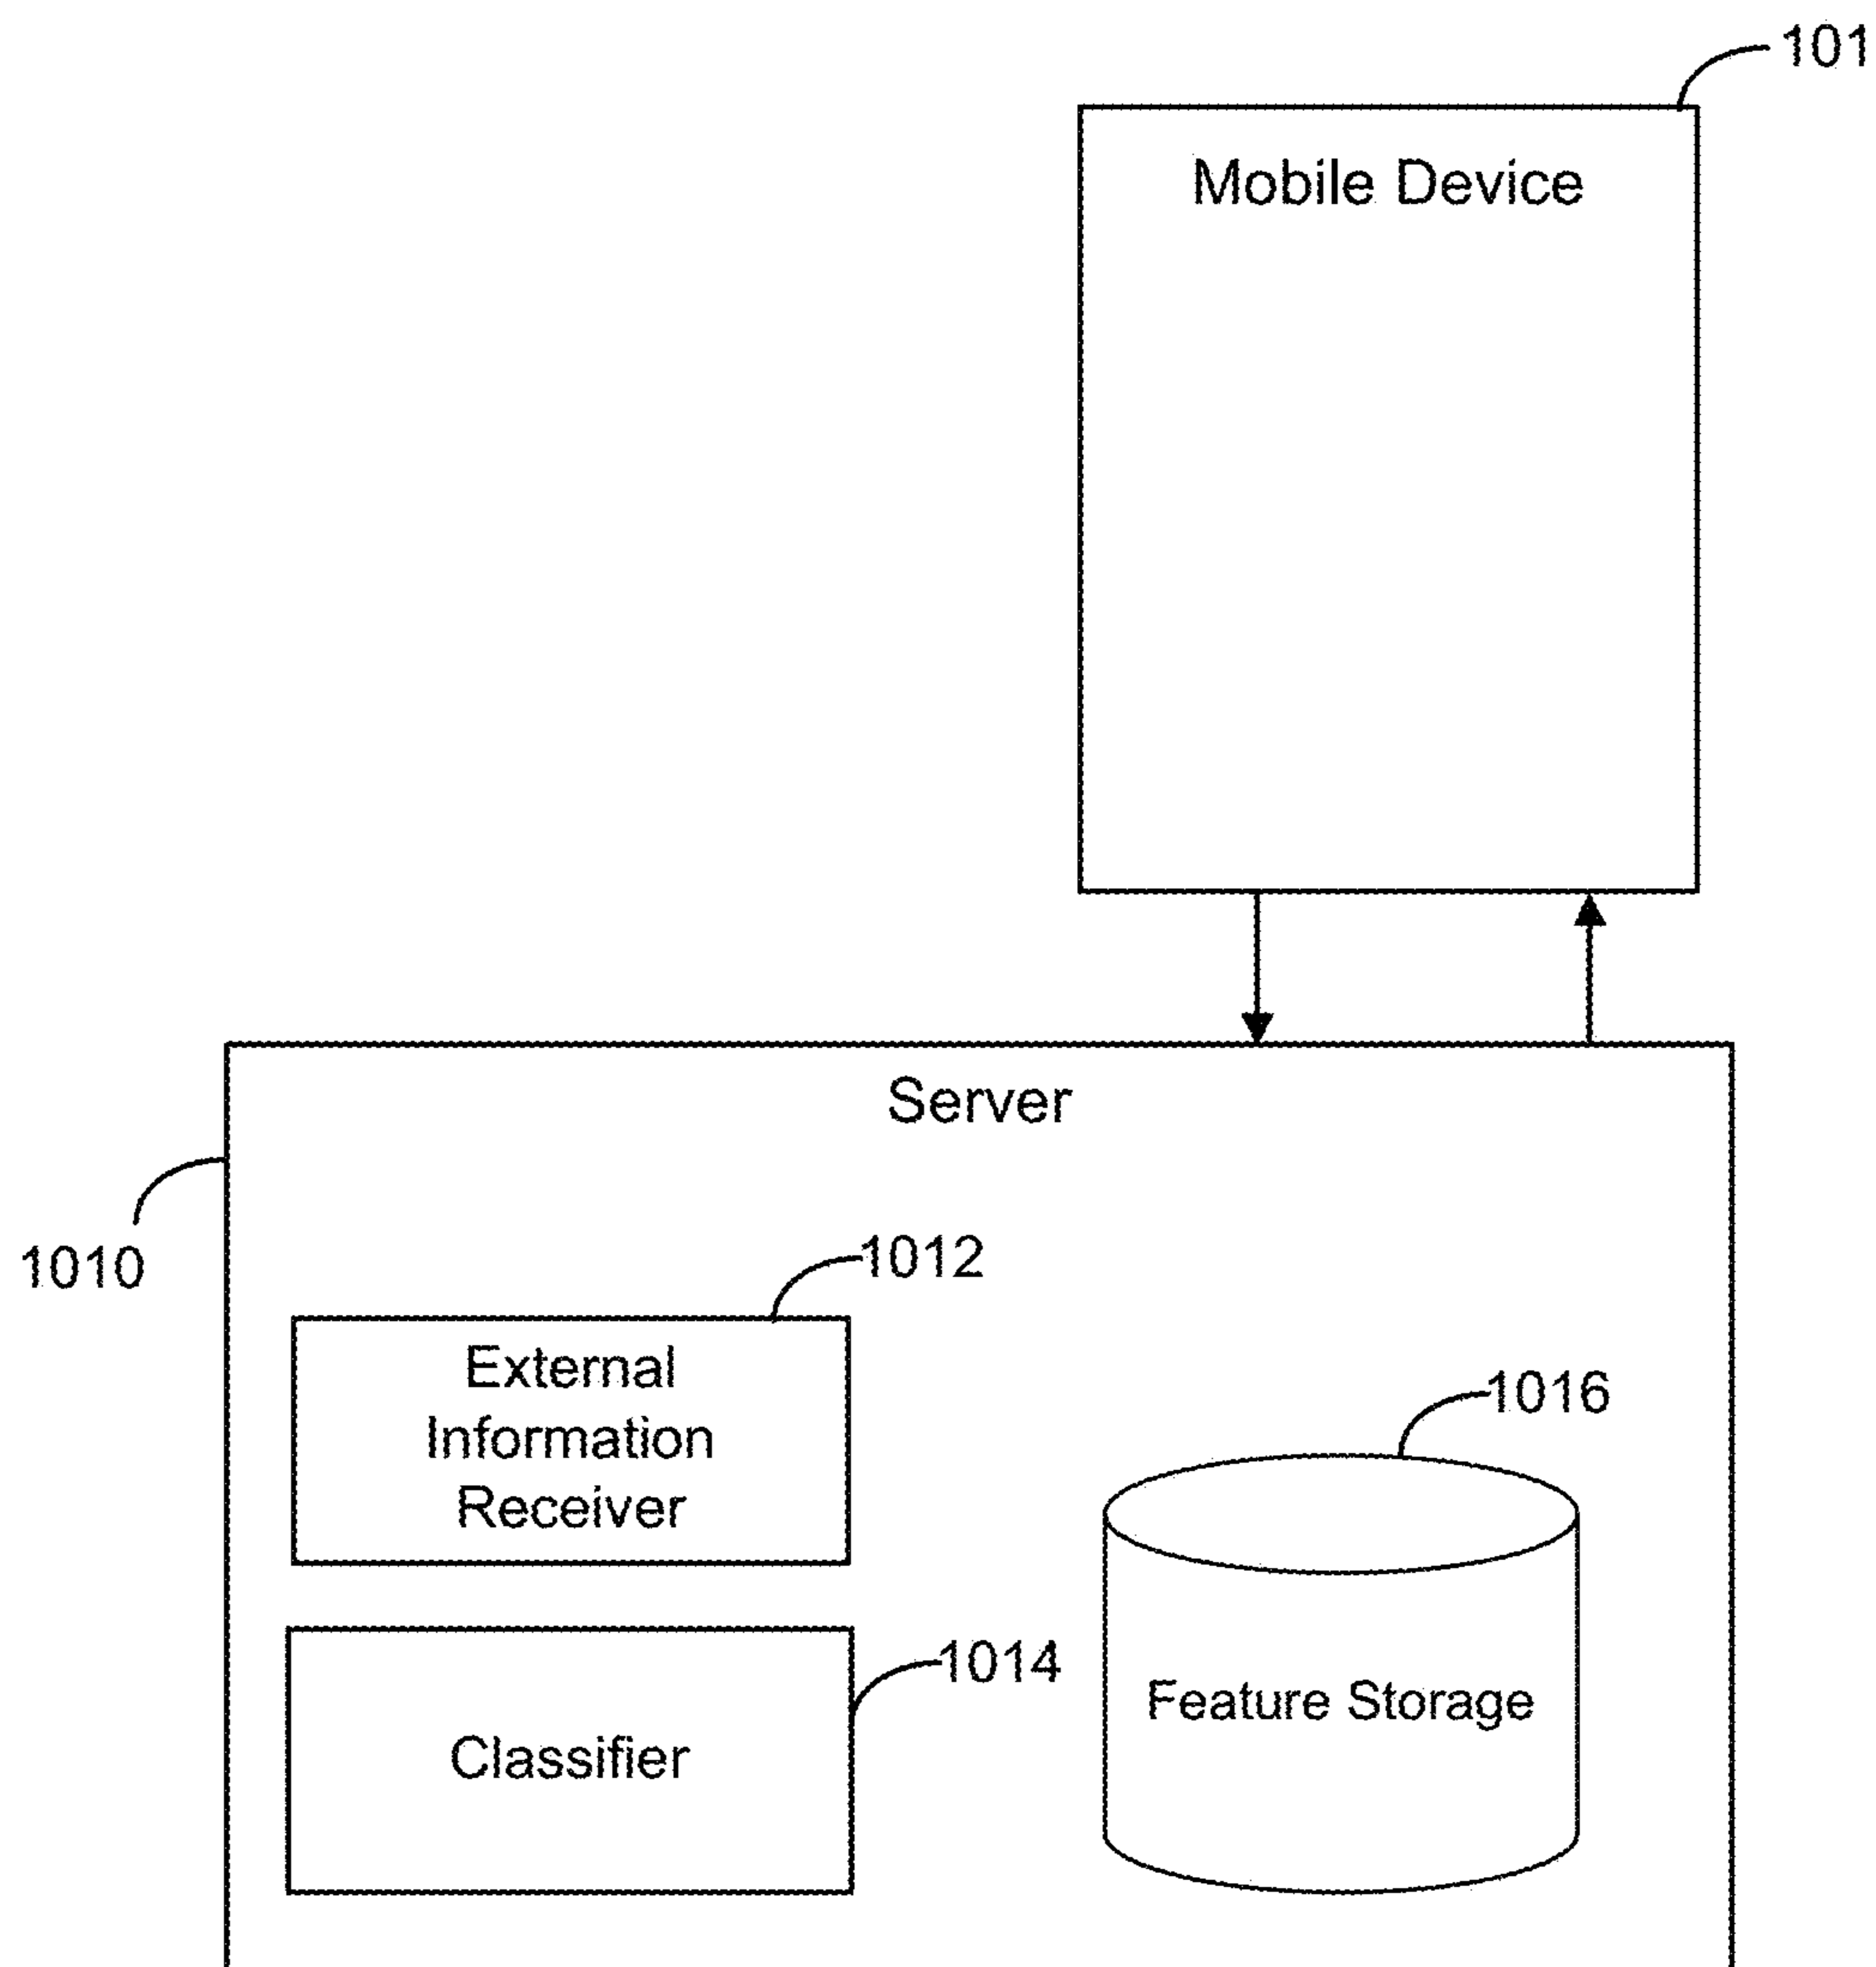 101
Mobile Device
Server
1010
1012
External
Information
Receiver
1016
1014
Classifier
Feature Storage